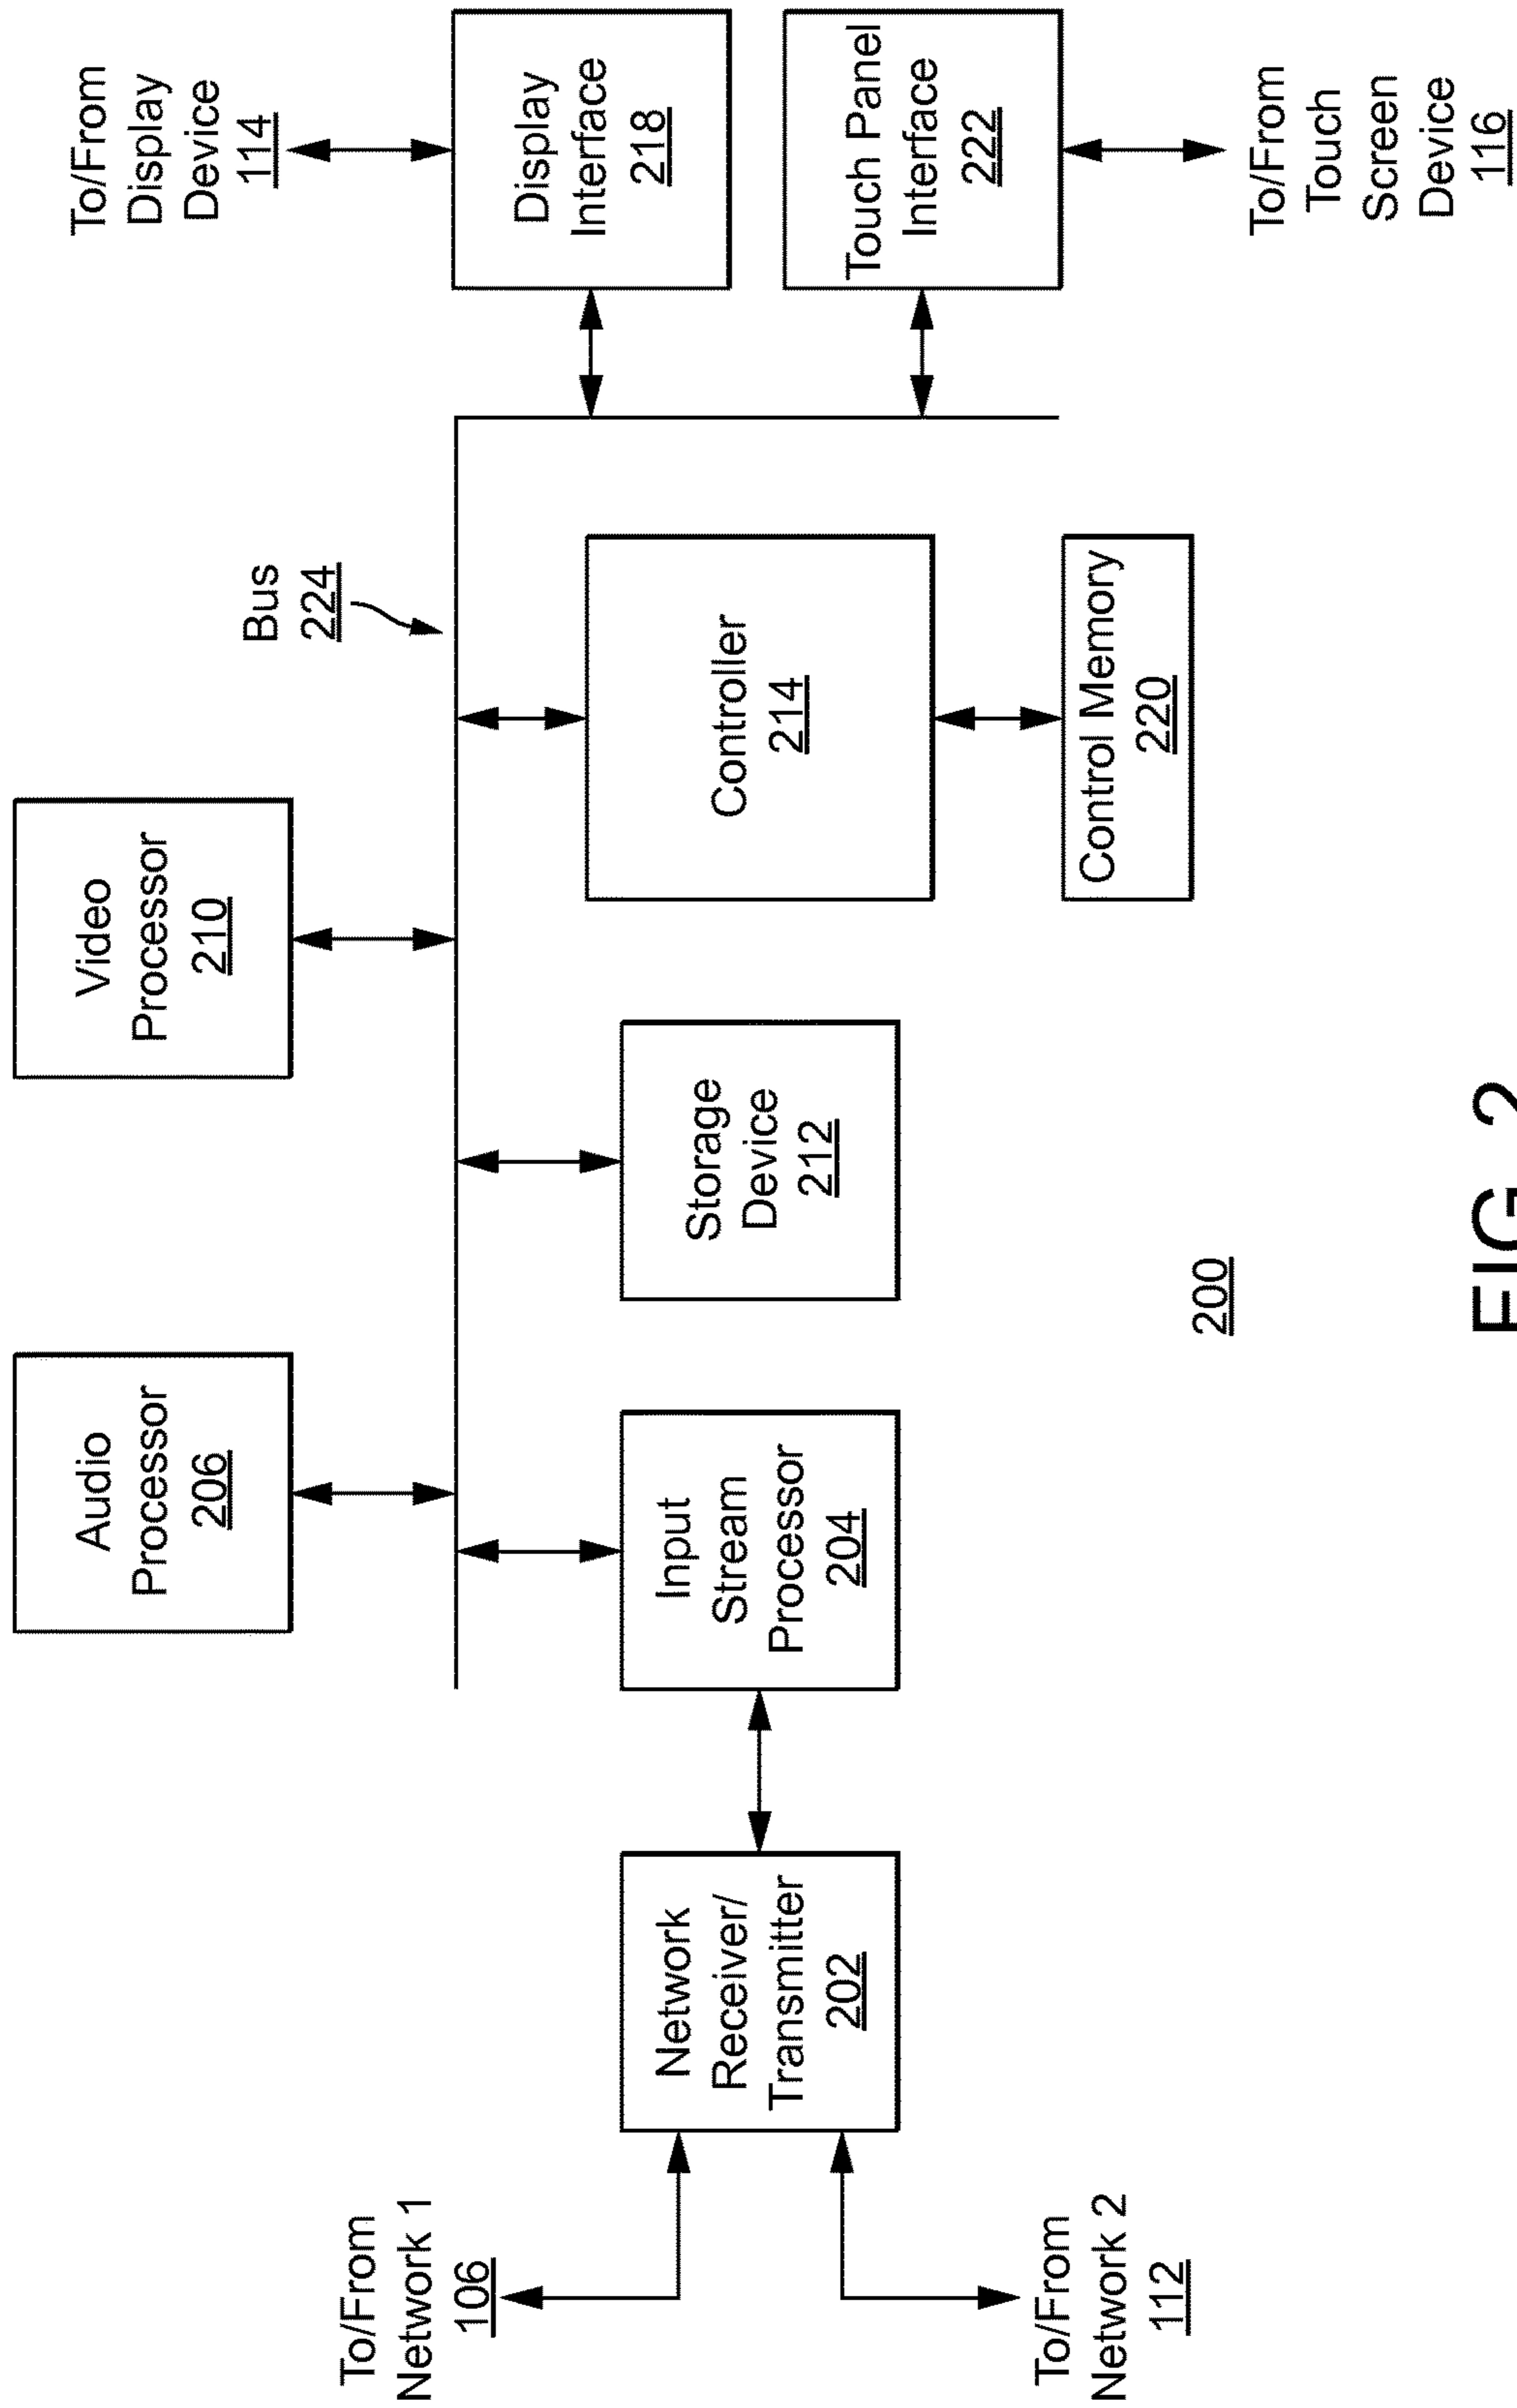 Audio
Processor
206
Video
Processor
210
To/From
Display
Device
114
Bus
224
To/From
Network 1
106
Display
Interface
218
Network
Receiver/
Transmitter
202
Input
Stream
Processor
204
Storage
Device
212
Controller
214
Touch Panel
Interface
222
To/From
Network 2
112
Control Memory
220
To/From
Touch
Screen
Device
116
200
FIG. 2